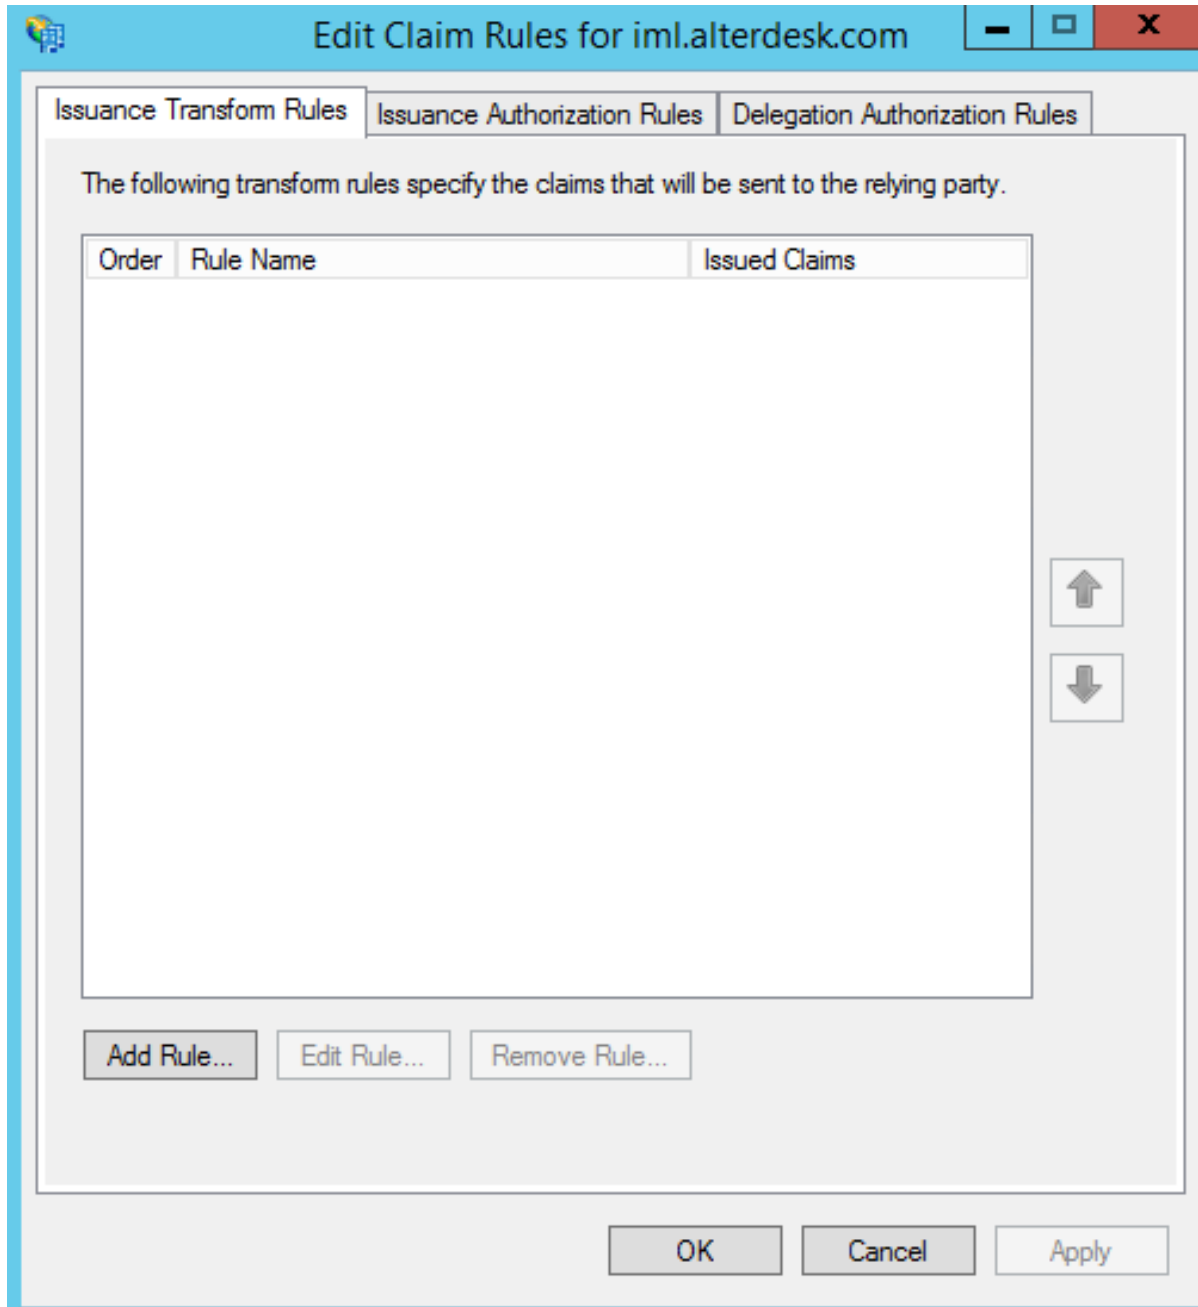 Edit Claim Rules for iml.alterdesk.com
Issuance Transform Rules Issuance Authorization Rules Delegation Authorization Rules
The following transform rules specify the claims that will be sent to the relying party.
Order Rule Name Issued Claims
Add Rule... Edit Rule... Remove Rule...
OK Cancel Apply